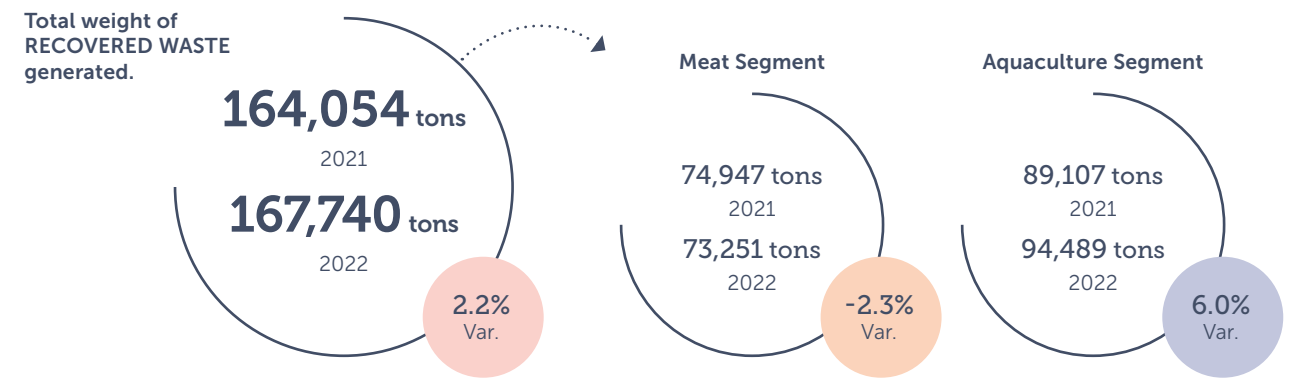 Total weight of
RECOVERED WASTE
generated.
164,054 tons
2021
167,740 tons
2022
2.2%
Var.
Meat Segment
74,947 tons
2021
73,251 tons
2022
-2.3%
Var.
Aquaculture Segment
89,107 tons
2021
94,489 tons
2022
6.0%
Var.